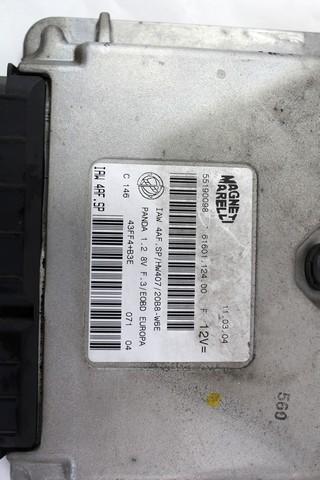 MAGNETI
MARELLI
11.03.04
55190098 61601.124.00 F 12V=
IAW 4AF.SP/HW407/20B8-W6E
PANDA 1.2 8V F.3/EOBD EUROPA
43FF4+B3E
C 146
071 04
IAW 4AF.SP
560